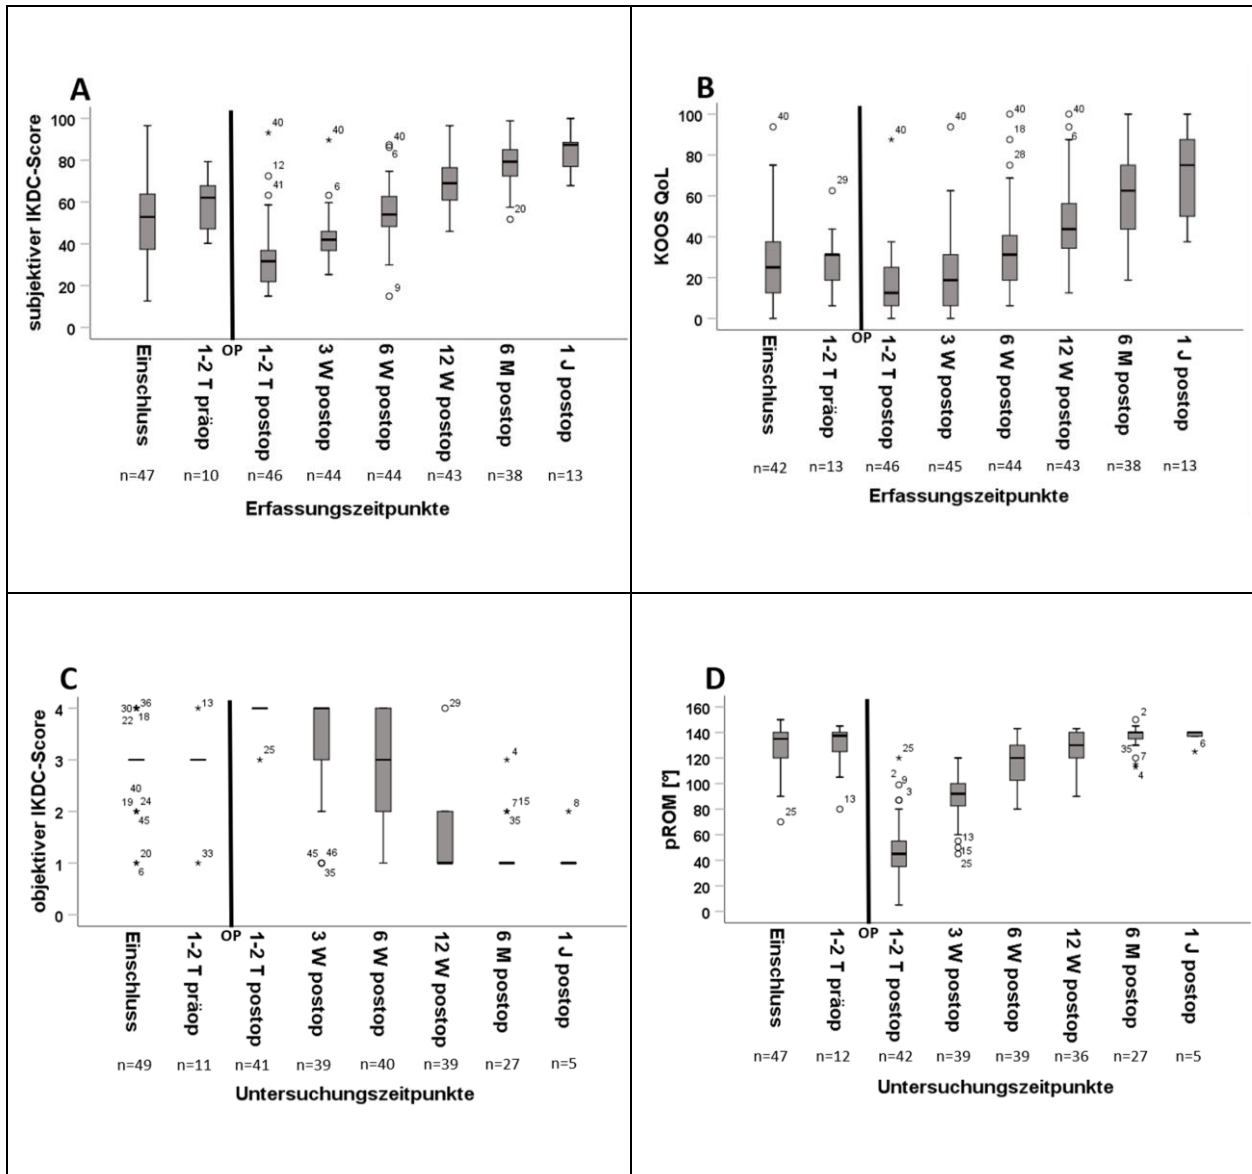 A
subjektiver IKDC-Score
100
80
60
40
20
0
40
12
41
40
6
40
6
9
20
OP
Einschluss
1-2 T präop
1-2 T postop
3 W postop
6 W postop
12 W postop
6 M postop
1 J postop
n=47 n=10 n=46 n=44 n=44 n=43 n=38 n=13
Erfassungszeitpunkte
B
KOOS QoL
100
80
60
40
20
0
40
29
40
40
40
18
28
40
6
OP
Einschluss
1-2 T präop
1-2 T postop
3 W postop
6 W postop
12 W postop
6 M postop
1 J postop
n=42 n=13 n=46 n=45 n=44 n=43 n=38 n=13
Erfassungszeitpunkte
C
objektiver IKDC-Score
4
3
2
1
0
30 36
22 18
40
19 24
45
20
6
13
33
25
45 46
35
29
4
715
35
8
OP
Einschluss
1-2 T präop
1-2 T postop
3 W postop
6 W postop
12 W postop
6 M postop
1 J postop
n=49 n=11 n=41 n=39 n=40 n=39 n=27 n=5
Untersuchungszeitpunkte
D
pROM [°]
160
140
120
100
80
60
40
20
0
25
13
25
2 9
3
13
15
25
2
35
7
4
6
OP
Einschluss
1-2 T präop
1-2 T postop
3 W postop
6 W postop
12 W postop
6 M postop
1 J postop
n=47 n=12 n=42 n=39 n=39 n=36 n=27 n=5
Untersuchungszeitpunkte